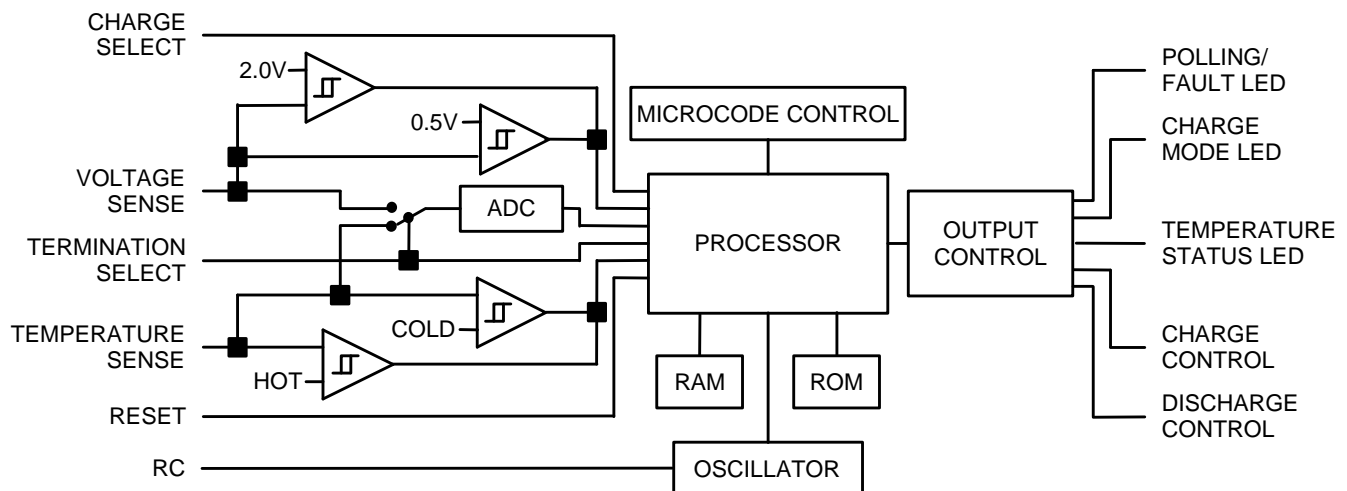 CHARGE
SELECT
2.0V
0.5V
VOLTAGE
SENSE
TERMINATION
SELECT
ADC
COLD
TEMPERATURE
SENSE
HOT
RESET
RC
MICROCODE CONTROL
PROCESSOR
RAM
ROM
OSCILLATOR
OUTPUT
CONTROL
POLLING/
FAULT LED
CHARGE
MODE LED
TEMPERATURE
STATUS LED
CHARGE
CONTROL
DISCHARGE
CONTROL